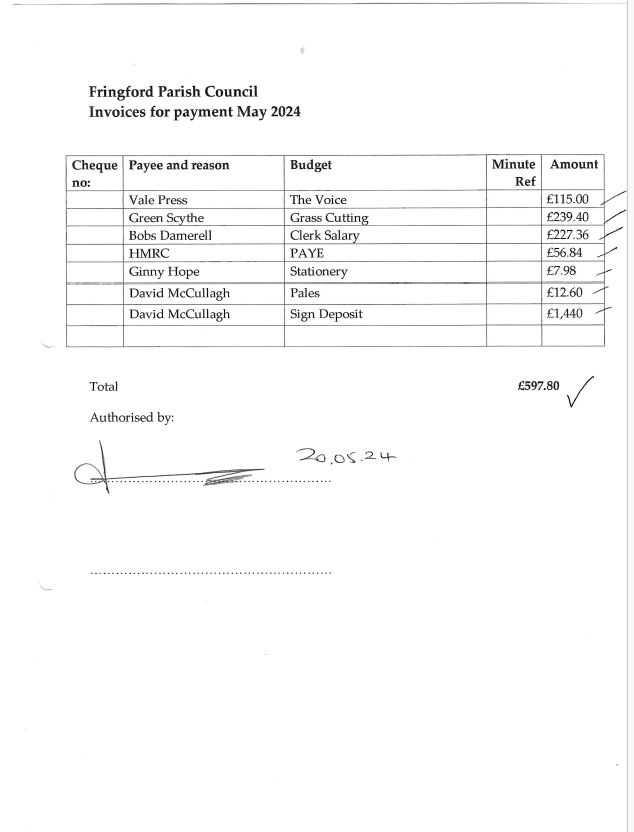 Fringford Parish Council
Invoices for payment May 2024
Cheque no: Payee and reason Budget Minute Ref Amount
Vale Press The Voice £115.00
Green Scythe Grass Cutting £239.40
Bobs Damerell Clerk Salary £227.36
HMRC PAYE £56.84
Ginny Hope Stationery £7.98
David McCullagh Pales £12.60
David McCullagh Sign Deposit £1,440
Total £597.80
Authorised by:
20.05.24